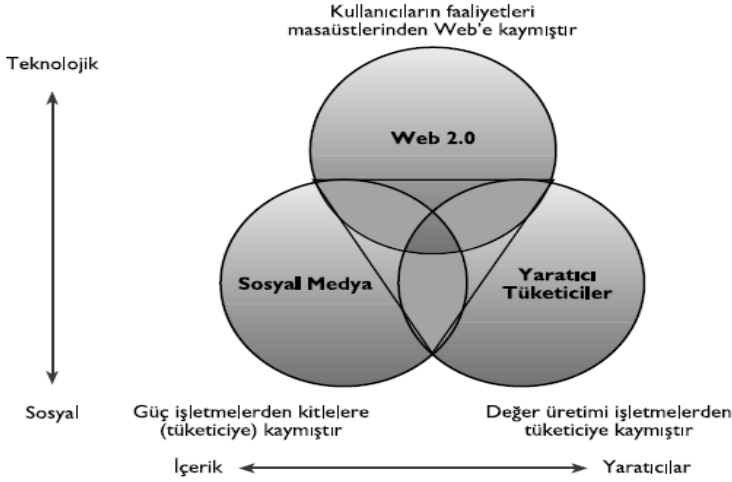 Kullanıcıların faaliyetleri
masaüstlerinden Web'e kaymıştır
Teknolojik
Web 2.0
Sosyal Medya
Yaratıcı
Tüketiciler
Sosyal
Güç işletmelerden kitlelere
(tüketiciye) kaymıştır
Değer üretimi işletmelerden
tüketiciye kaymıştır
İçerik
Yaratıcılar